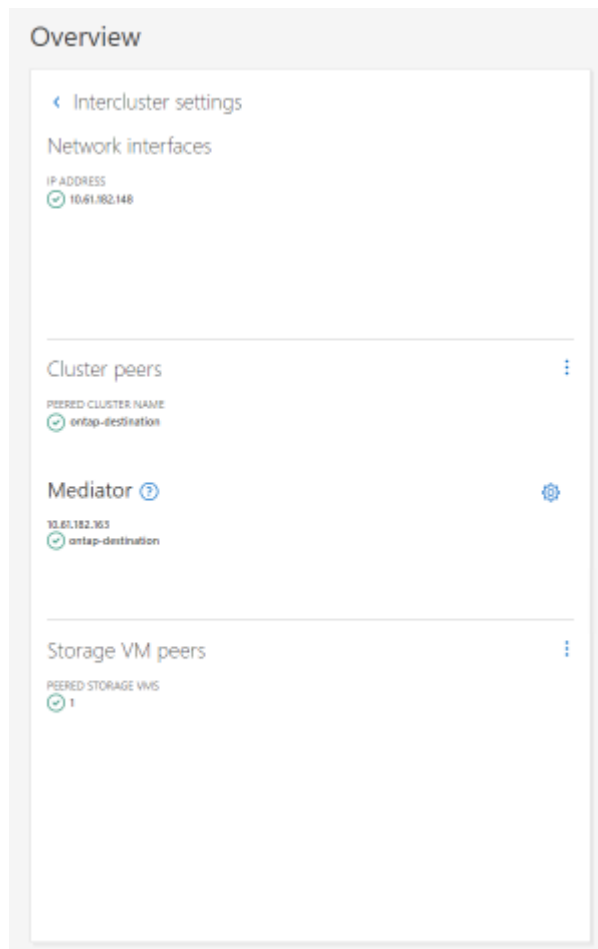 Overview
Intercluster settings
Network interfaces
IP ADDRESS
10.61.182.148
Cluster peers
PEERED CLUSTER NAME
ontap-destination
Mediator ?
10.61.182.163
ontap-destination
Storage VM peers
PEERED STORAGE VMS
1